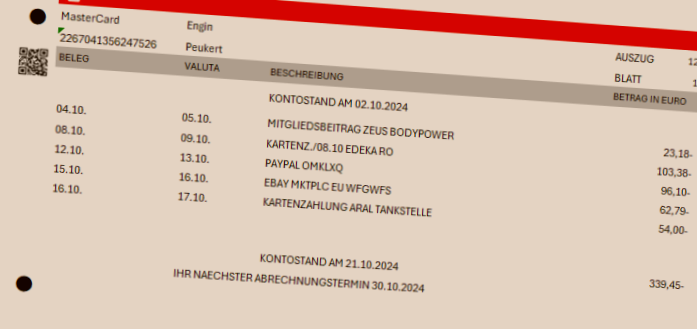 MasterCard Engin AUSZUG 12
2267041356247526 Peukert BLATT 1
BELEG VALUTA BESCHREIBUNG BETRAG IN EURO
KONTOSTAND AM 02.10.2024
04.10. 05.10. MITGLIEDSBEITRAG ZEUS BODYPOWER 23,18-
08.10. 09.10. KARTENZ./08.10 EDEKA RO 103,38-
12.10. 13.10. PAYPAL OMKLXQ 96,10-
15.10. 16.10. EBAY MKTPLC EU WFGWFS 62,79-
16.10. 17.10. KARTENZAHLUNG ARAL TANKSTELLE 54,00-
KONTOSTAND AM 21.10.2024 339,45-
IHR NAECHSTER ABRECHNUNGSTERMIN 30.10.2024